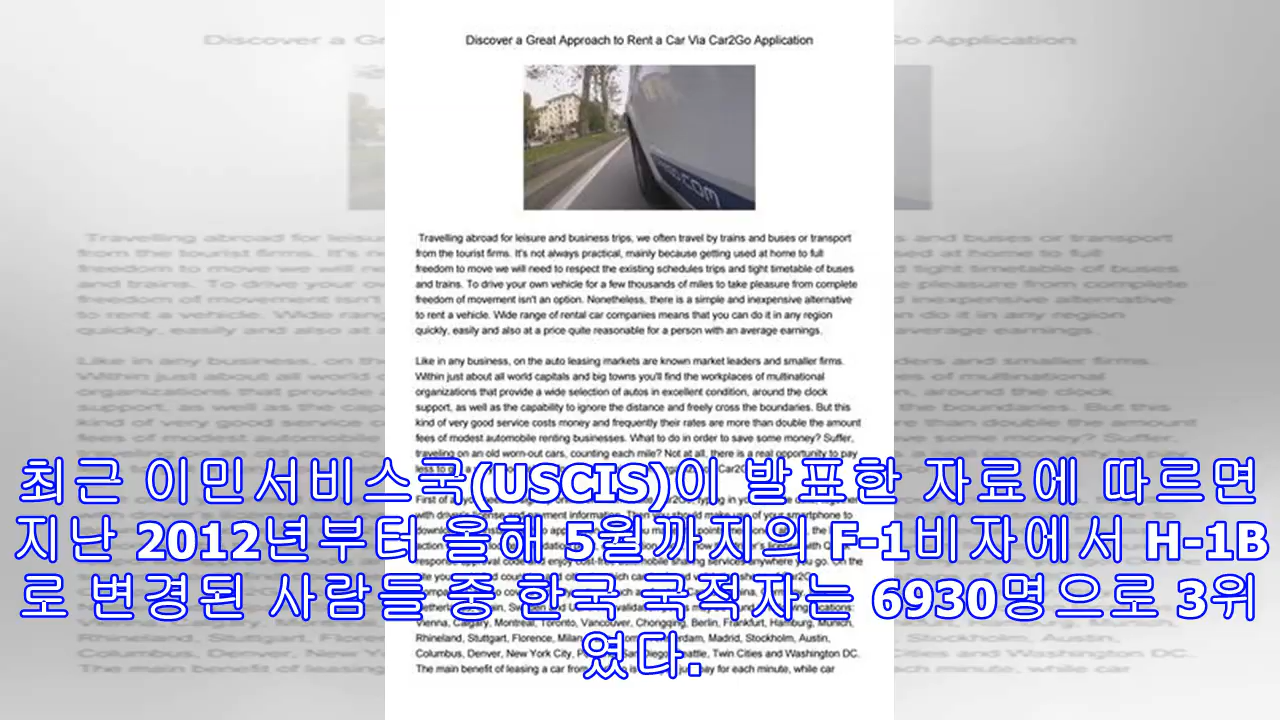 Discover a Great Approach to Rent a Car Via Car2Go Application
Travelling abroad for leisure and business trips, we often travel by trains and buses or transport
from the tourist firms. It's not always practical, mainly because getting used at home to full
freedom to move we will need to respect the existing schedules trips and tight timetable of buses
and trains. To drive your own vehicle for a few thousands of miles to take pleasure from complete
freedom of movement isn't an option. Nonetheless, there is a simple and inexpensive alternative
to rent a vehicle. Wide range of rental car companies means that you can do it in any region
quickly, easily and also at a price quite reasonable for a person with an average earnings.
Like in any business, on the auto leasing markets are known market leaders and smaller firms.
Within just about all world capitals and big towns you'll find the workplaces of multinational
organizations that provide a wide selection of autos in excellent condition, around the clock
support, as well as the capability to ignore the distance and freely cross the boundaries. But this
kind of very good service costs money and frequently their rates are more than double the amount
fees of modest automobile renting businesses. What to do in order to save some money? Suffer,
traveling on an old worn-out cars, counting each mile? Not at all, there is a real opportunity to pay
최근 이민서비스국(USCIS)이 발표한 자료에 따르면
지난 2012년부터 올해 5월까지의 F-1비자에서 H-1B
로 변경된 사람들 중 한국 국적자는 6930명으로 3위
였다.
Vienna, Calgary, Montreal, Toronto, Vancouver, Chongqing, Berlin, Frankfurt, Hamburg, Munich,
Rhineland, Stuttgart, Florence, Milan, Amsterdam, Madrid, Stockholm, Austin,
Columbus, Denver, New York City, San Diego, Seattle, Twin Cities and Washington DC.
The main benefit of leasing a car from pay for each minute, while car